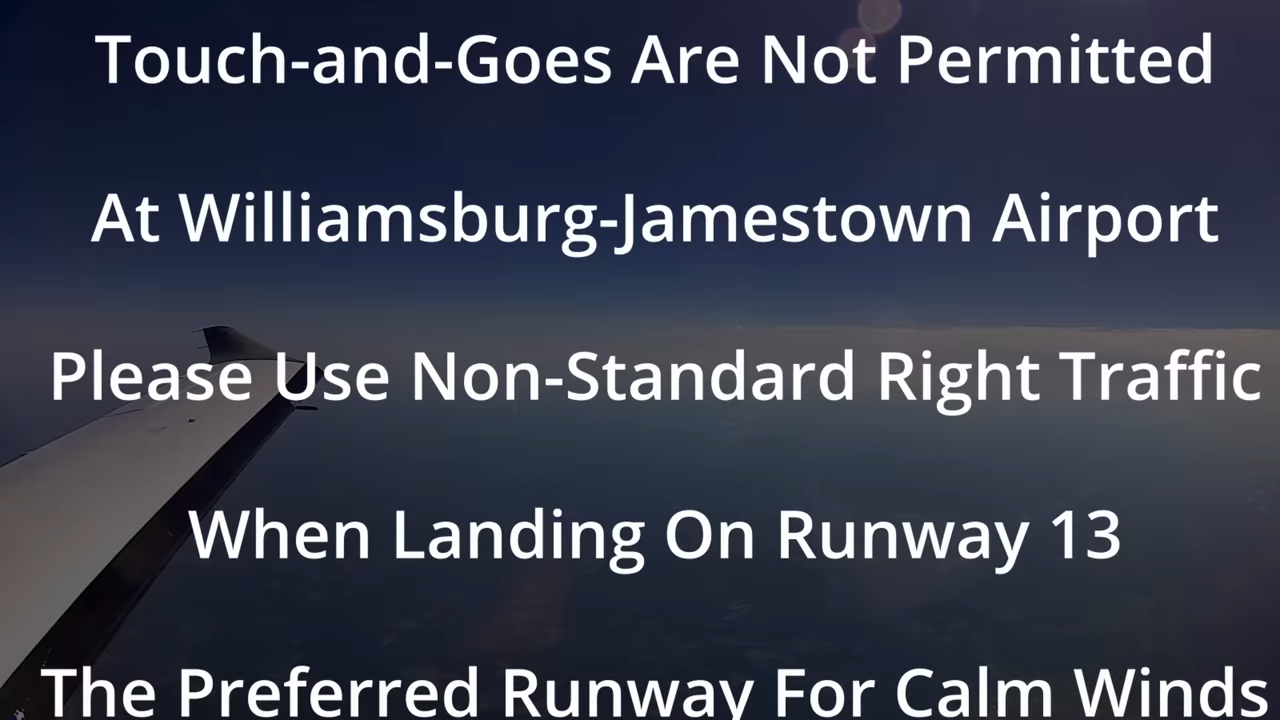 Touch-and-Goes Are Not Permitted
At Williamsburg-Jamestown Airport
Please Use Non-Standard Right Traffic
When Landing On Runway 13
The Preferred Runway For Calm Winds